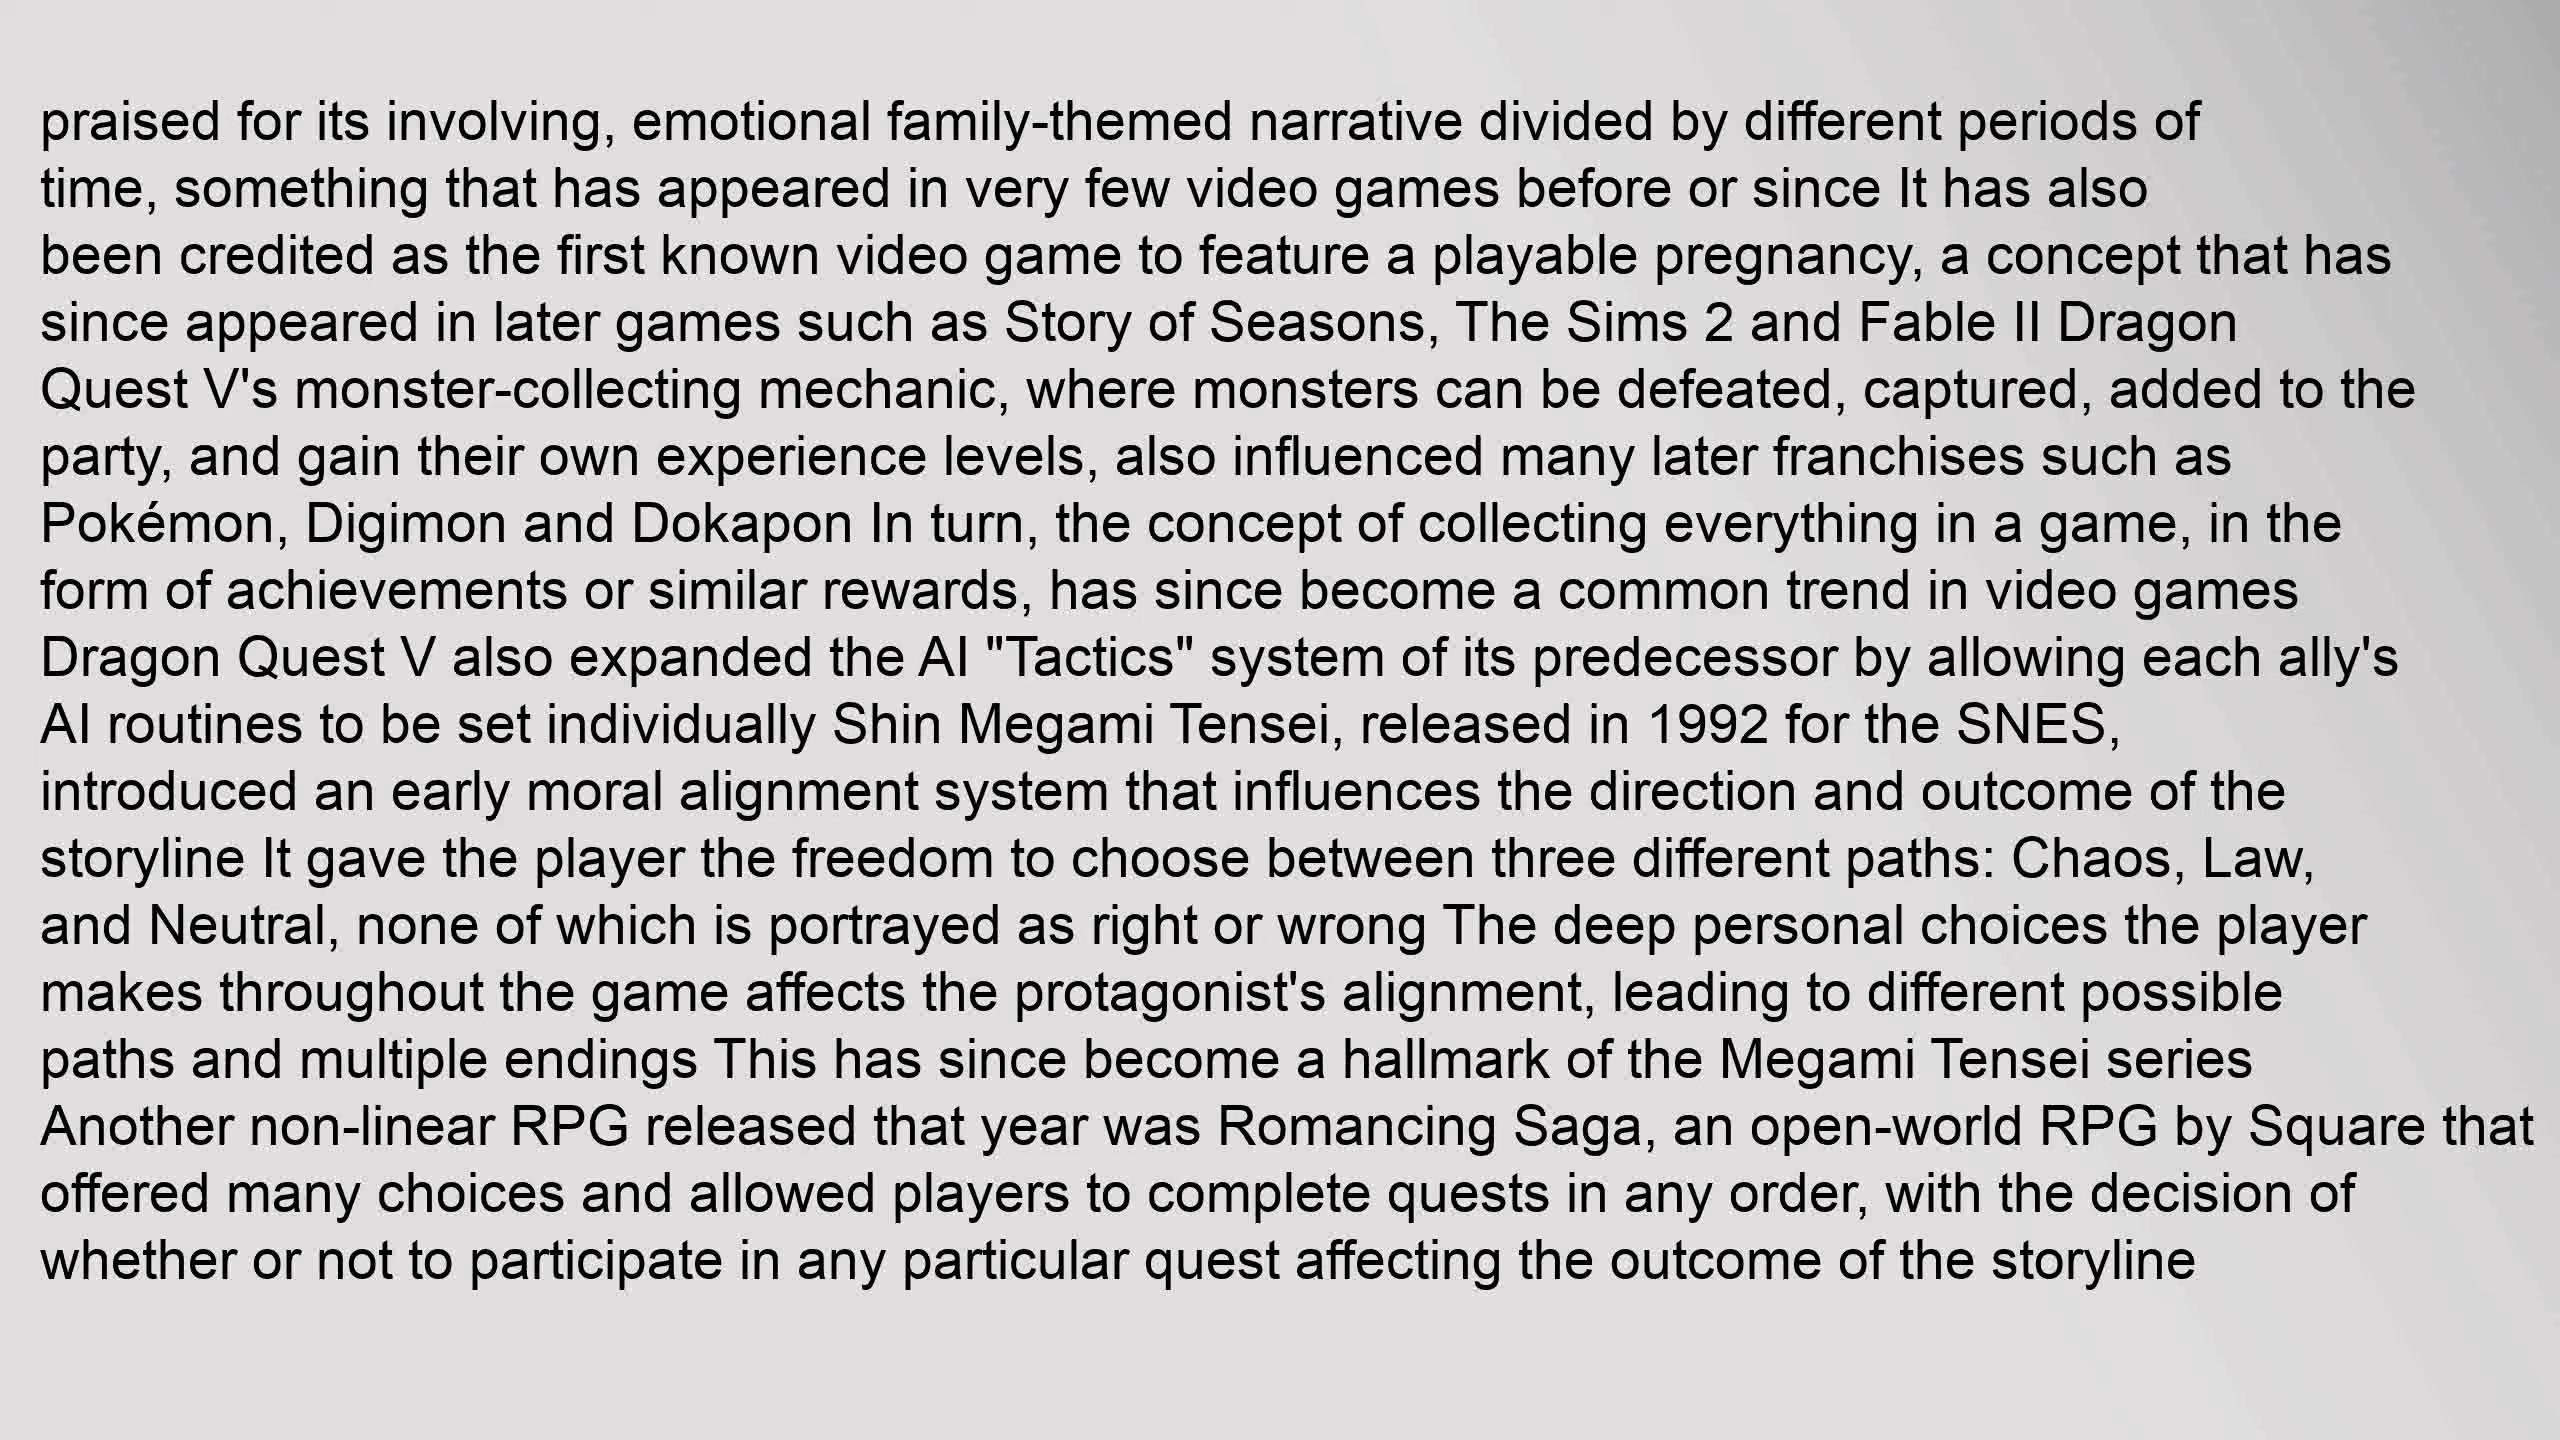 praised for its involving, emotional family-themed narrative divided by different periods of
time, something that has appeared in very few video games before or since It has also
been credited as the first known video game to feature a playable pregnancy, a concept that has
since appeared in later games such as Story of Seasons, The Sims 2 and Fable II Dragon
Quest V's monster-collecting mechanic, where monsters can be defeated, captured, added to the
party, and gain their own experience levels, also influenced many later franchises such as
Pokémon, Digimon and Dokapon In turn, the concept of collecting everything in a game, in the
form of achievements or similar rewards, has since become a common trend in video games
Dragon Quest V also expanded the AI "Tactics" system of its predecessor by allowing each ally's
AI routines to be set individually Shin Megami Tensei, released in 1992 for the SNES,
introduced an early moral alignment system that influences the direction and outcome of the
storyline It gave the player the freedom to choose between three different paths: Chaos, Law,
and Neutral, none of which is portrayed as right or wrong The deep personal choices the player
makes throughout the game affects the protagonist's alignment, leading to different possible
paths and multiple endings This has since become a hallmark of the Megami Tensei series
Another non-linear RPG released that year was Romancing Saga, an open-world RPG by Square that
offered many choices and allowed players to complete quests in any order, with the decision of
whether or not to participate in any particular quest affecting the outcome of the storyline